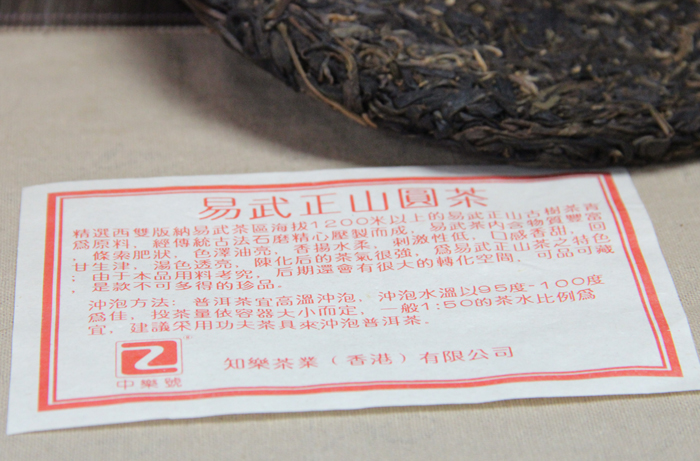 易武正山圓茶
精選西雙版納易武茶區海拔1200米以上的易武正山古樹茶青
爲原料，經傳統古法石磨精心壓製而成，易武茶内含物質豐富
，條索肥狀，色澤油亮，香揚水柔，刺激性低，口感香甜，回
甘生津，湯色透亮，陳化后的茶氣很強，爲易武正山茶之特色
；由于本品用料考究，后期還會有很大的轉化空間，可品可藏
，是款不可多得的珍品。
沖泡方法：普洱茶宜高溫沖泡，沖泡水溫以95度-100度
爲佳，投茶量依容器大小而定，一般1:50的茶水比例爲
宜，建議采用功夫茶具來沖泡普洱茶．
中樂號
知樂茶業（香港）有限公司